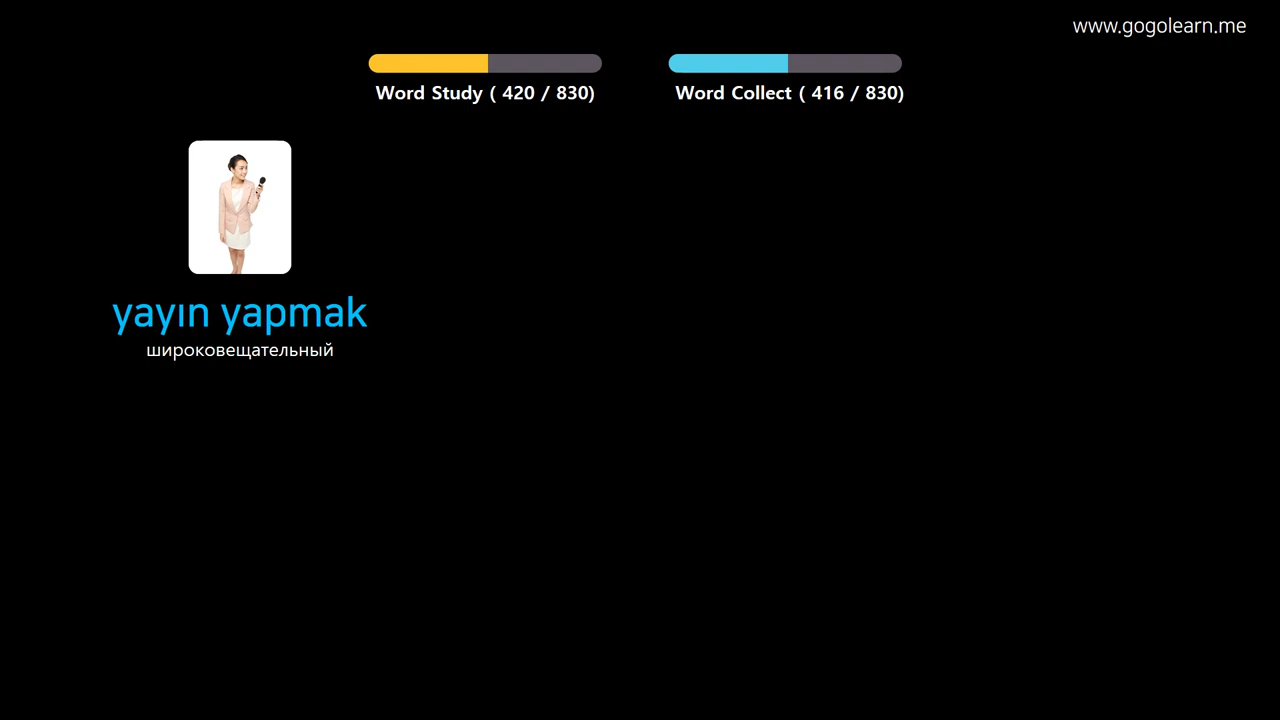 www.gogolearn.me
Word Study ( 420 / 830)
Word Collect ( 416 / 830)
yayın yapmak
широковещательный